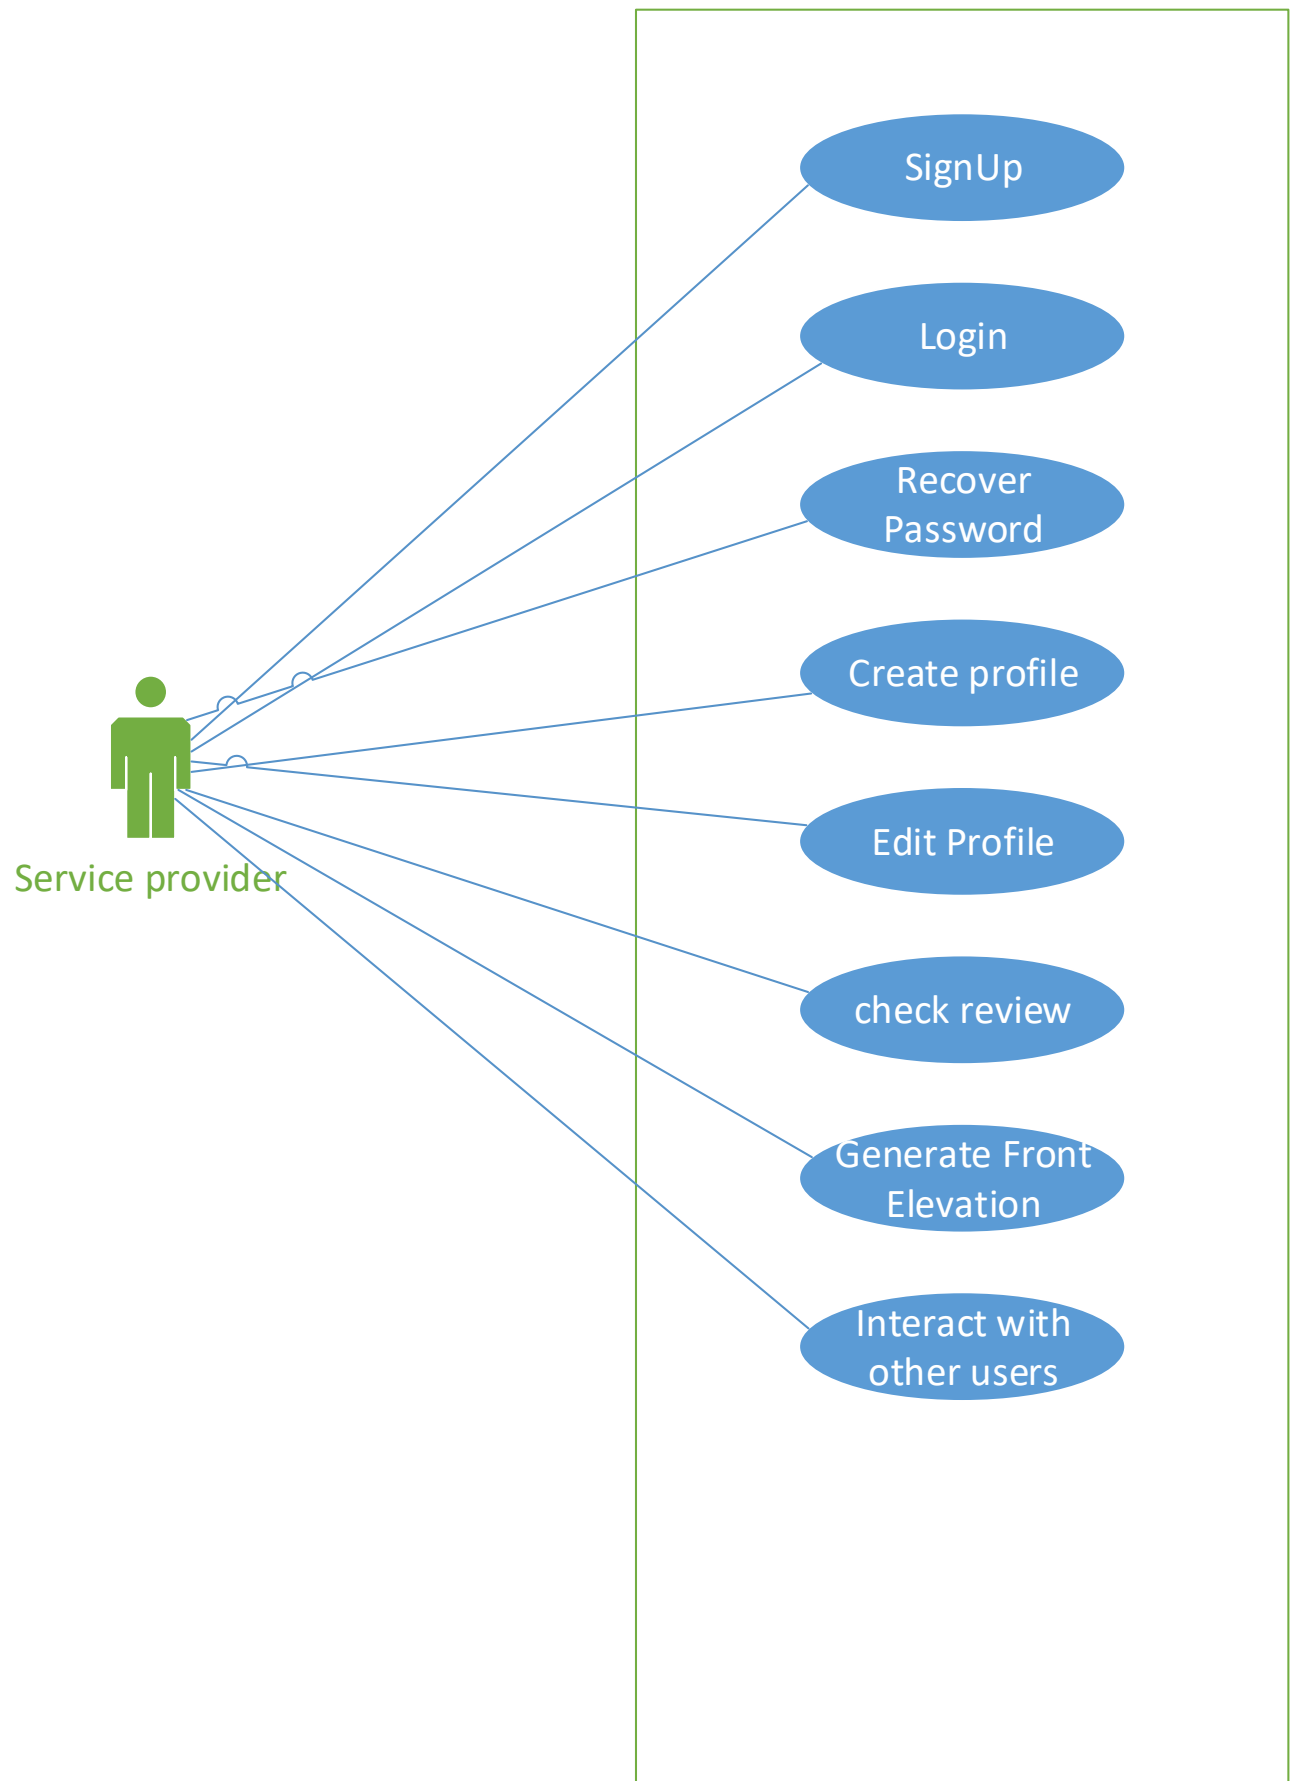 SignUp
Login
Recover
Password
Create profile
Edit Profile
Service provider
check review
Generate Front
Elevation
Interact with
other users